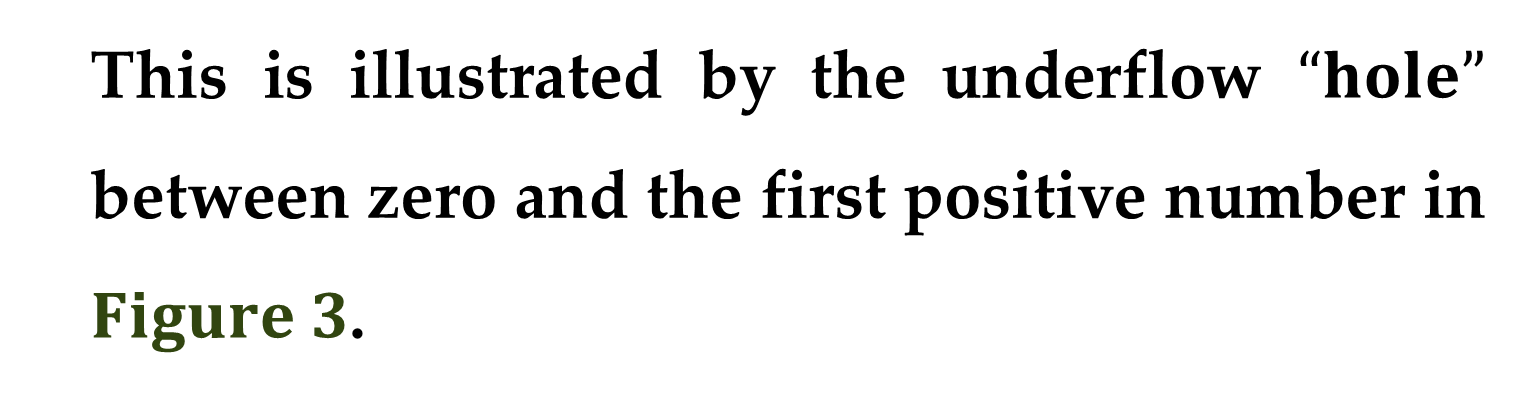 This is illustrated by the underflow “hole”
between zero and the first positive number in
Figure 3.